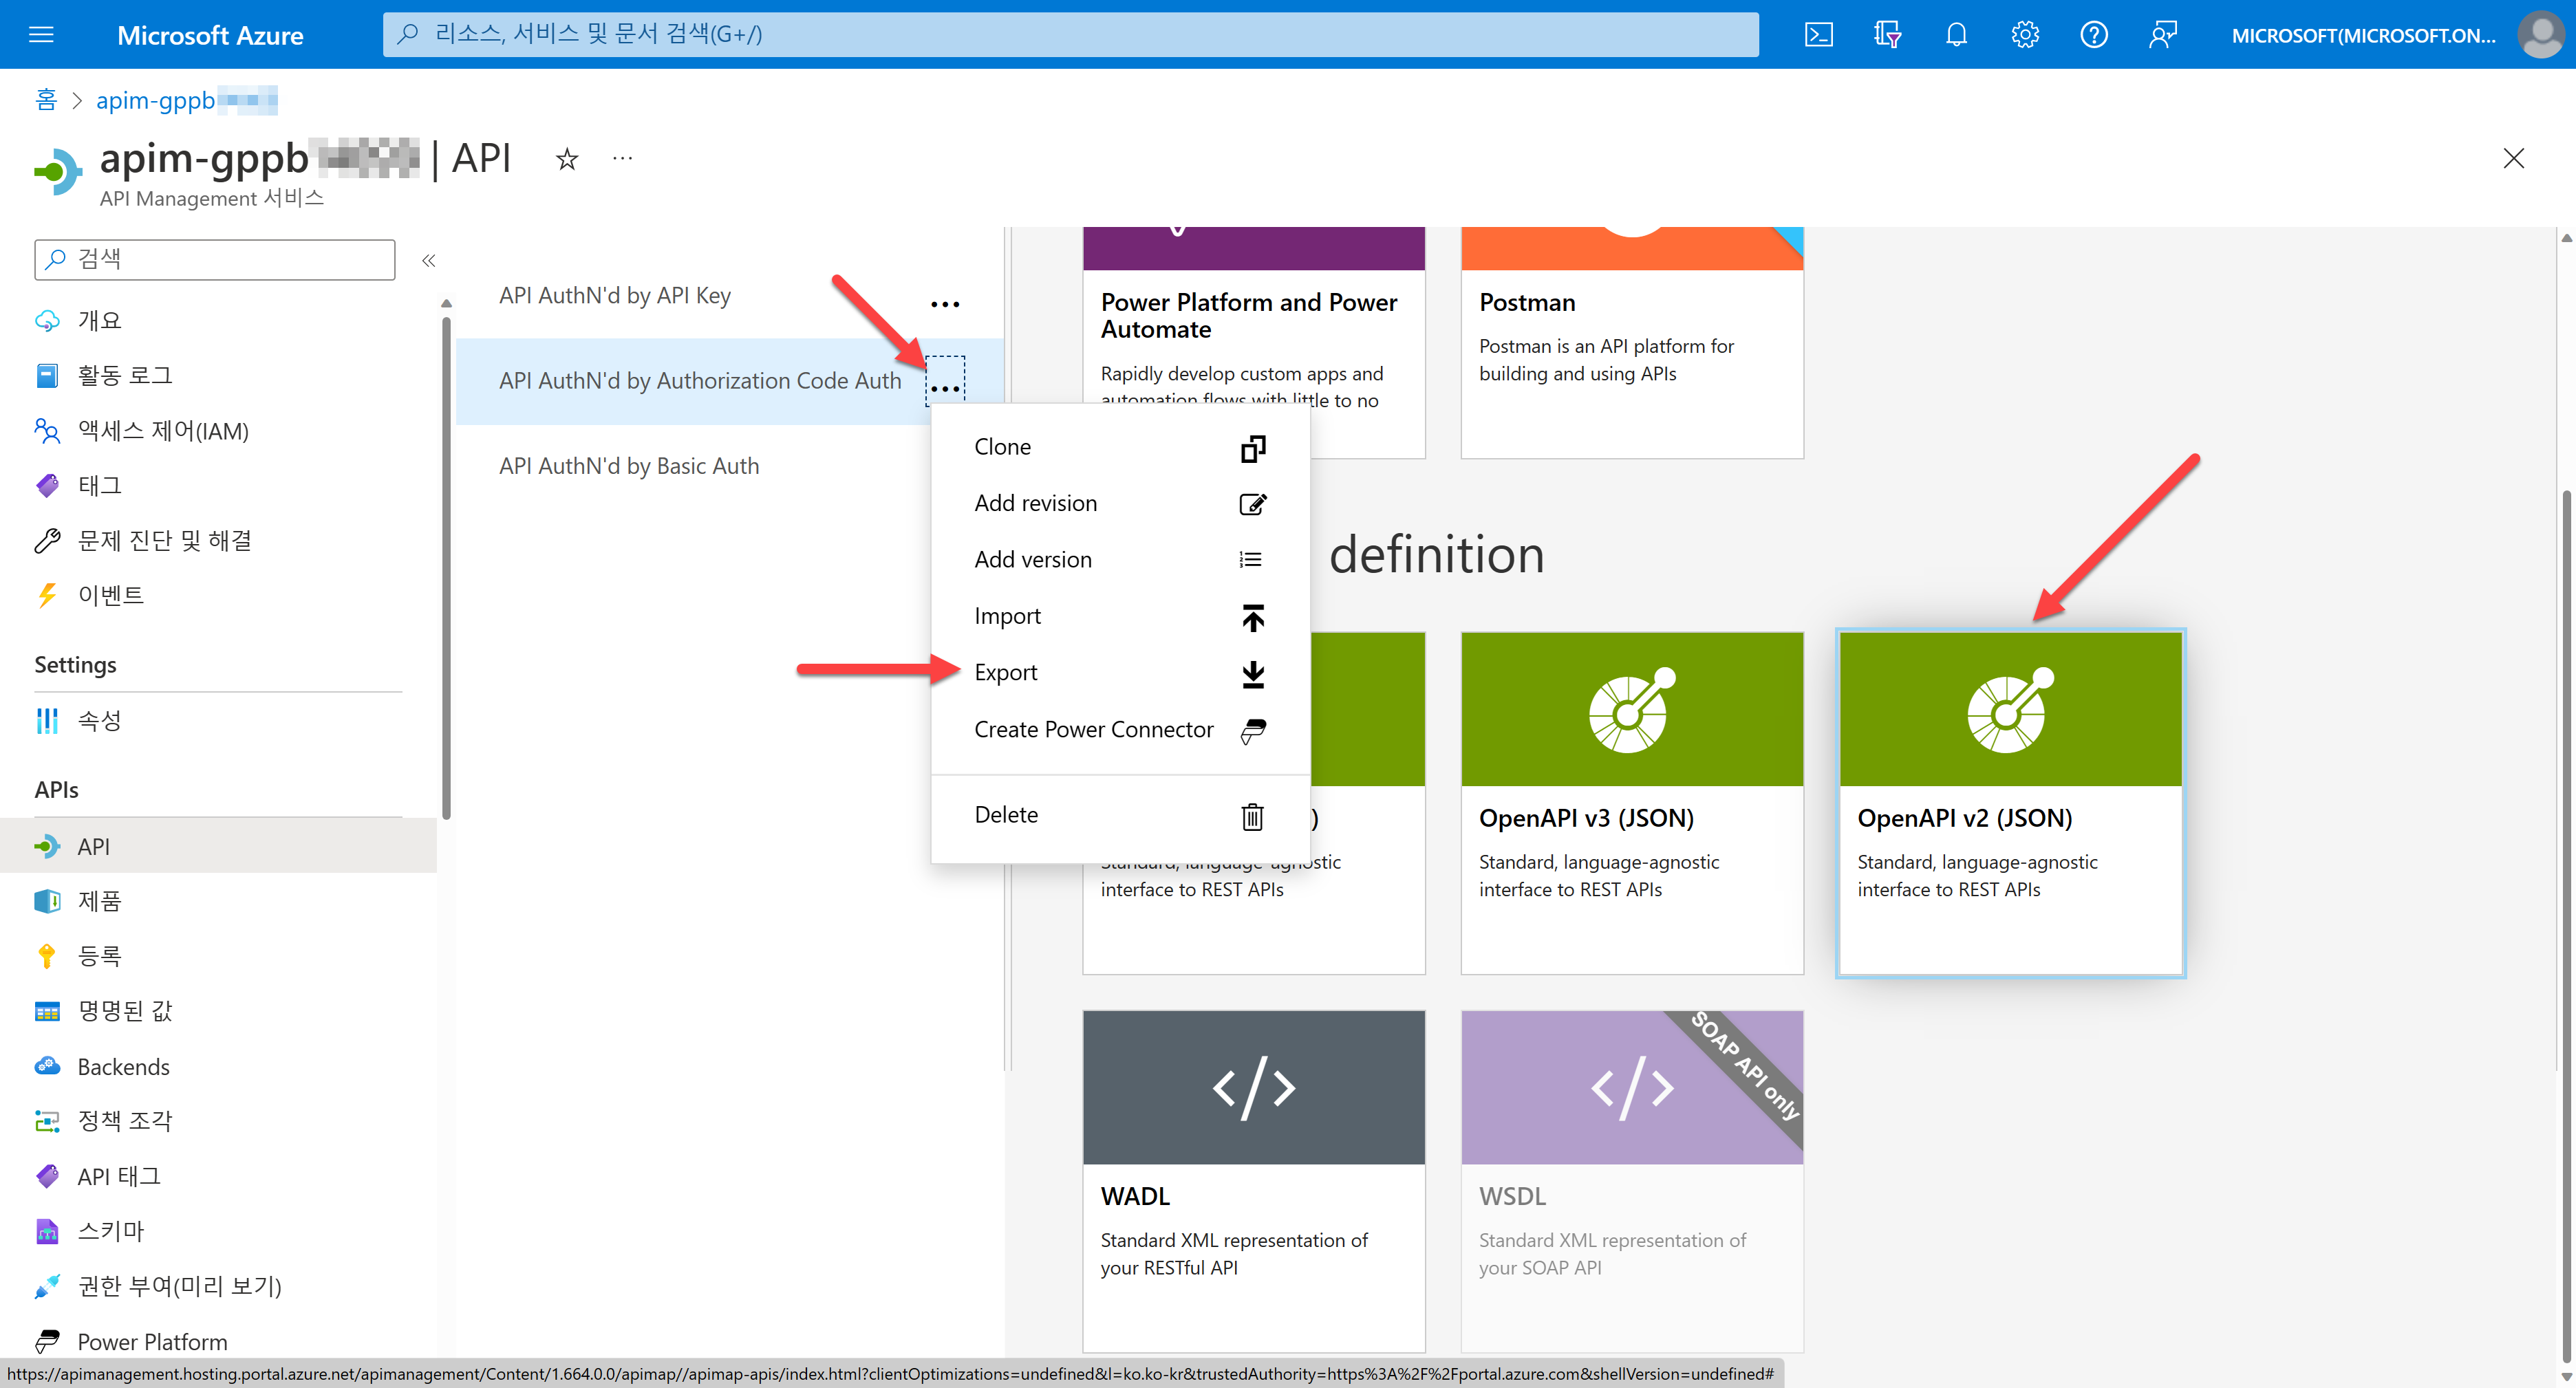 Microsoft Azure
리소스, 서비스 및 문서 검색(G+/)
MICROSOFT(MICROSOFT.ON...
홈 > apim-gppb
apim-gppb | API
API Management 서비스
검색
개요
활동 로그
액세스 제어(IAM)
태그
문제 진단 및 해결
이벤트
Settings
속성
APIs
API
제품
등록
명명된 값
Backends
정책 조각
API 태그
스키마
권한 부여(미리 보기)
Power Platform
API AuthN'd by API Key
API AuthN'd by Authorization Code Auth
API AuthN'd by Basic Auth
Clone
Add revision
Add version
Import
Export
Create Power Connector
Delete
Power Platform and Power
Automate
Rapidly develop custom apps and
automation flows with little to no
Postman
Postman is an API platform for
building and using APIs
definition
)
Standard, language-agnostic
interface to REST APIs
OpenAPI v3 (JSON)
Standard, language-agnostic
interface to REST APIs
OpenAPI v2 (JSON)
Standard, language-agnostic
interface to REST APIs
WADL
Standard XML representation of
your RESTful API
SOAP API only
WSDL
Standard XML representation of
your SOAP API
https://apimanagement.hosting.portal.azure.net/apimanagement/Content/1.664.0.0/apimap//apimap-apis/index.html?clientOptimizations=undefined&l=ko.ko-kr&trustedAuthority=https%3A%2F%2Fportal.azure.com&shellVersion=undefined#